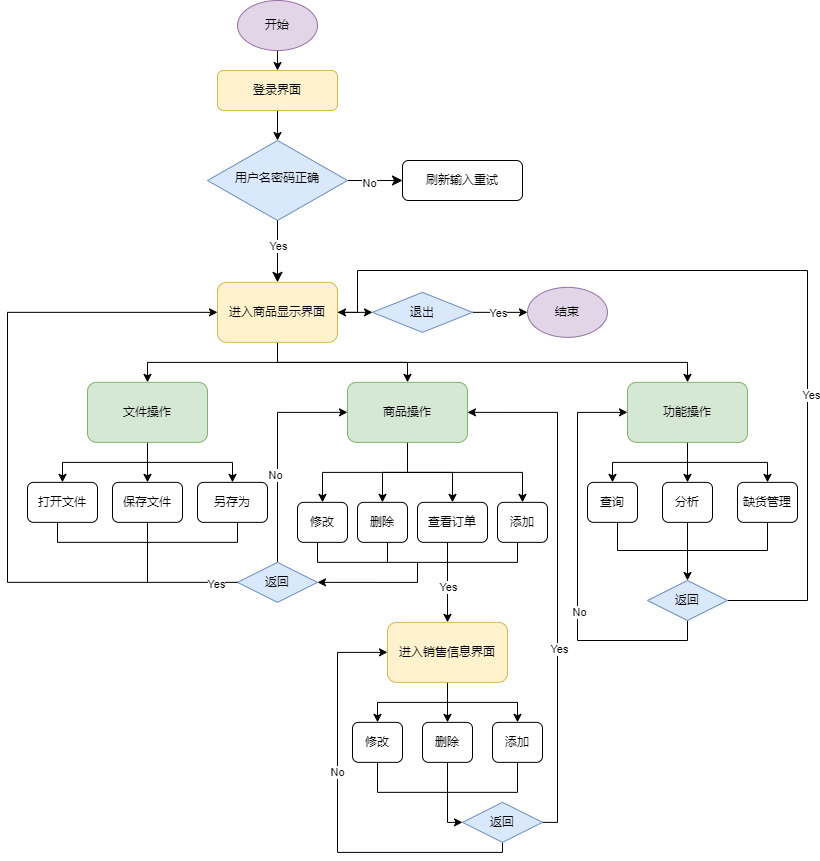 开始
登录界面
用户名密码正确
No
刷新输入重试
Yes
进入商品显示界面
退出
Yes
结束
Yes
文件操作
商品操作
功能操作
No
打开文件
保存文件
另存为
修改
删除
查看订单
添加
查询
分析
缺货管理
Yes
返回
Yes
返回
No
进入销售信息界面
Yes
修改
删除
添加
No
返回